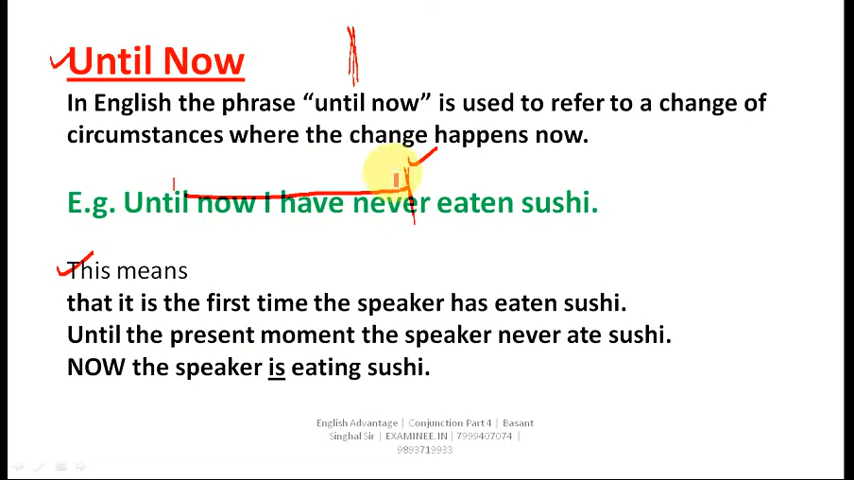 Until Now
In English the phrase “until now” is used to refer to a change of
circumstances where the change happens now.
E.g. Until now I have never eaten sushi.
This means
that it is the first time the speaker has eaten sushi.
Until the present moment the speaker never ate sushi.
NOW the speaker is eating sushi.
English Advantage | Conjunction Part 4 | Basant
Singhal Sir | EXAMINEE.IN | 7999407074 |
9893719933